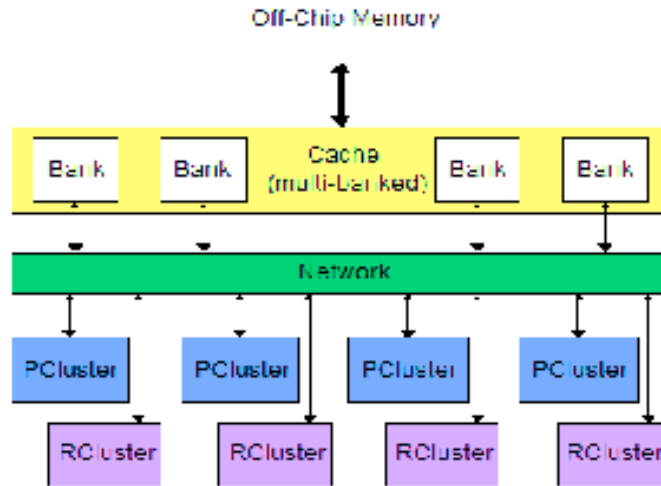 Off-Chip Memory
Bank
Bank
Cache
(multi-banked)
Bank
Bank
Network
PCluster
PCluster
PCluster
PCluster
RCluster
RCluster
RCluster
RCluster